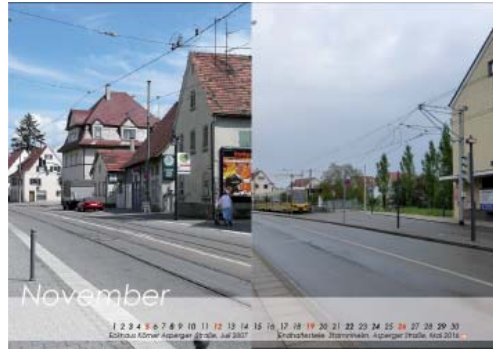 November
1 2 3 4 5 6 7 8 9 10 11 12 13 14 15 16 17 18 19 20 21 22 23 24 25 26 27 28 29 30
Asperger Straße, Juli 2007
Endhaltestelle Stammheim, Asperger Straße, Mai 2016